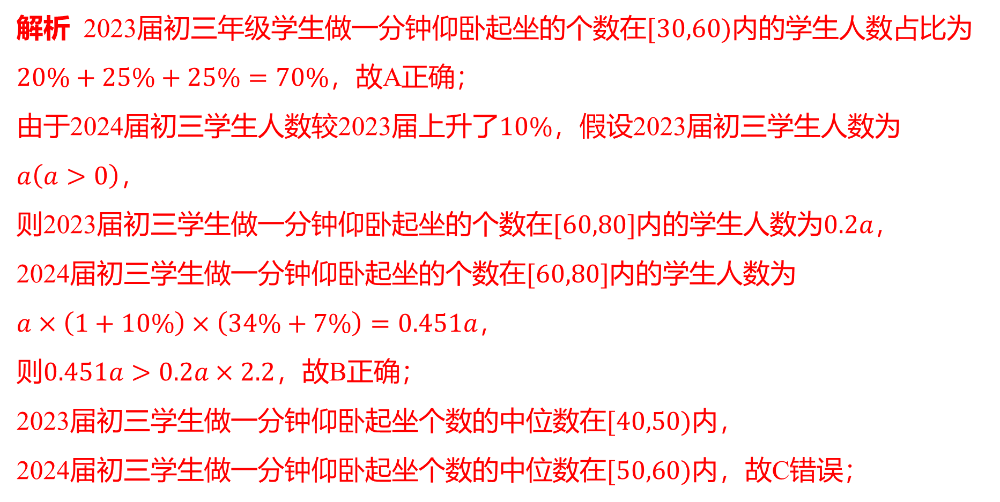 解析 2023届初三年级学生做一分钟仰卧起坐的个数在[30,60)内的学生人数占比为
20% + 25% + 25% = 70%，故A正确；
由于2024届初三学生人数较2023届上升了10%，假设2023届初三学生人数为
a(a > 0)，
则2023届初三学生做一分钟仰卧起坐的个数在[60,80]内的学生人数为0.2a，
2024届初三学生做一分钟仰卧起坐的个数在[60,80]内的学生人数为
a × (1 + 10%) × (34% + 7%) = 0.451a，
则0.451a > 0.2a × 2.2，故B正确；
2023届初三学生做一分钟仰卧起坐个数的中位数在[40,50)内，
2024届初三学生做一分钟仰卧起坐个数的中位数在[50,60)内，故C错误；